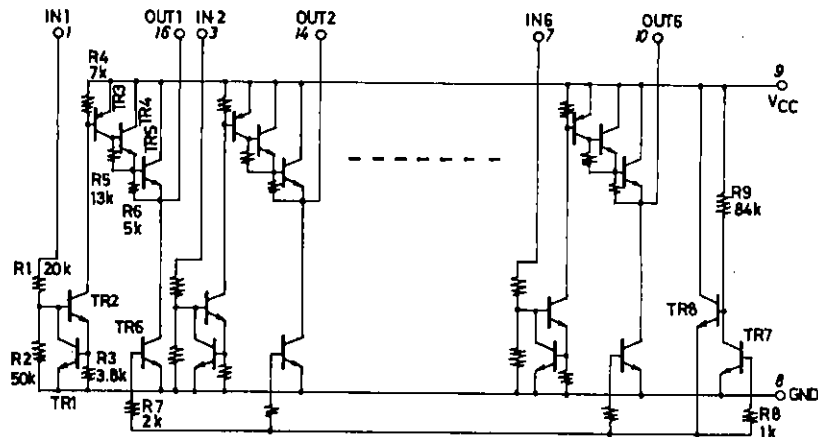 IN1 OUT1 IN2 OUT2 IN6 OUT6
1 16 3 14 7 10
R4
7k
TR3
TR4
TR5
9
VCC
R5
13k
R6
5k
R9
84k
R1 20k
TR2
TR6
TR8
TR7
R2
50k
R3
3.8k
TR1
R7
2k
8
GND
R8
1k